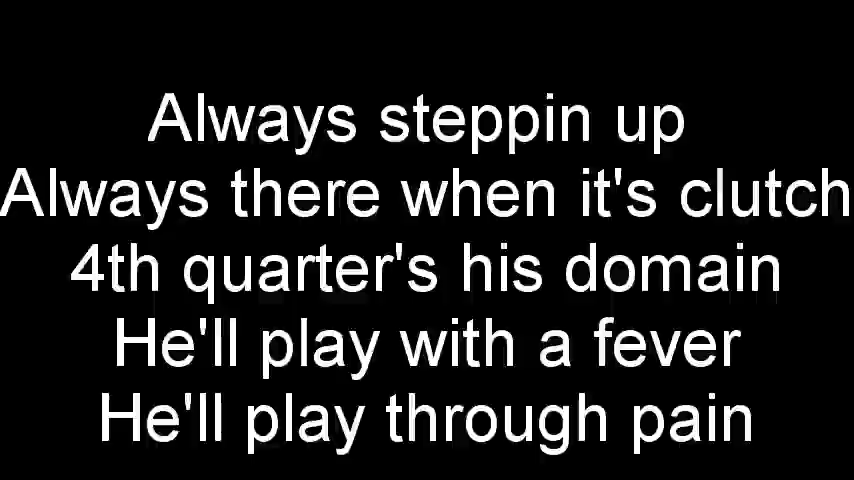 Always steppin up
Always there when it's clutch
4th quarter's his domain
He'll play with a fever
He'll play through pain